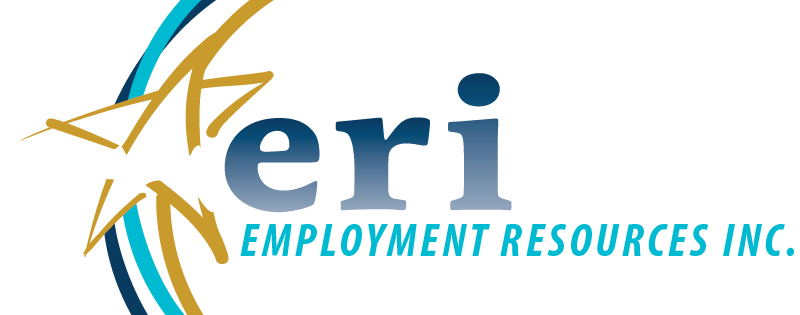 eri
EMPLOYMENT RESOURCES INC.